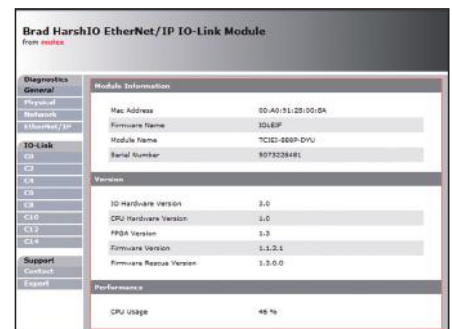 Brad HarshIO EtherNet/IP IO-Link Module
from molex
Diagnostics
General
Physical
Network
EtherNet/IP
IO-Link
C0
C2
C4
C6
C8
C10
C12
C14
Support
Contact
Export
Module Information
Mac Address 00:A0:91:28:00:8A
Firmware Name IOLEIP
Module Name TCIEI-888P-DYU
Serial Number 5073228481
Version
IO Hardware Version 2.0
CPU Hardware Version 1.0
FPGA Version 1.3
Firmware Version 1.1.2.1
Firmware Rescue Version 1.3.0.0
Performance
CPU Usage 46 %